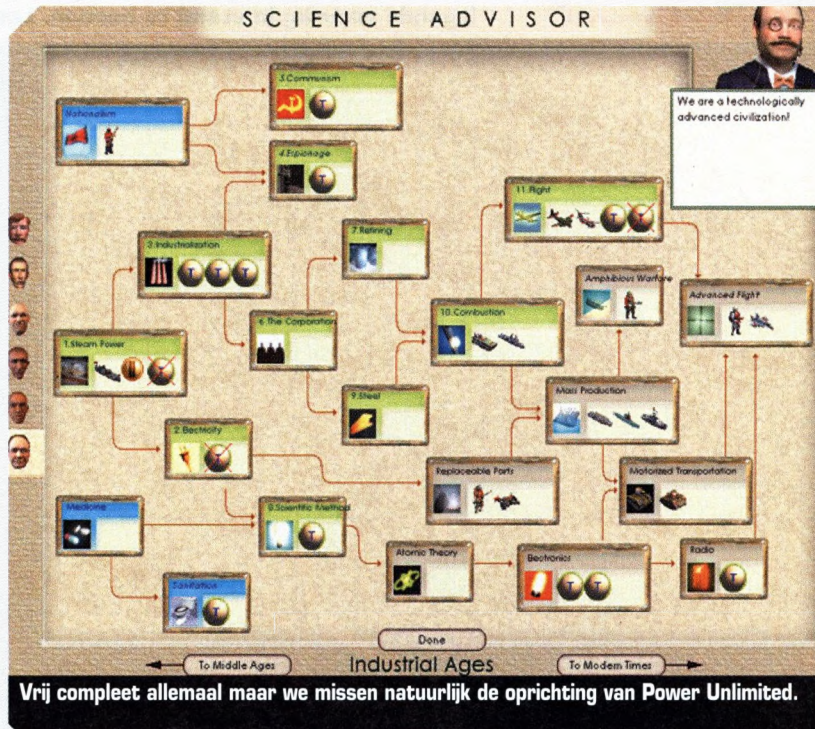 SCIENCE ADVISOR
We are a technologically
advanced civilization!
5.Communism
Nationalism
4.Espionage
11.Flight
3.Industrialization
7.Refining
Amphibious Warfare
Advanced Flight
6.The Corporation
10.Combustion
1.Steam Power
9.Steel
Mass Production
2.Electricity
Replaceable Parts
Motorized Transportation
Medicine
8.Scientific Method
Atomic Theory
Electronics
Radio
Sanitation
Done
To Middle Ages
Industrial Ages
To Modern Times
Vrij compleet allemaal maar we missen natuurlijk de oprichting van Power Unlimited.